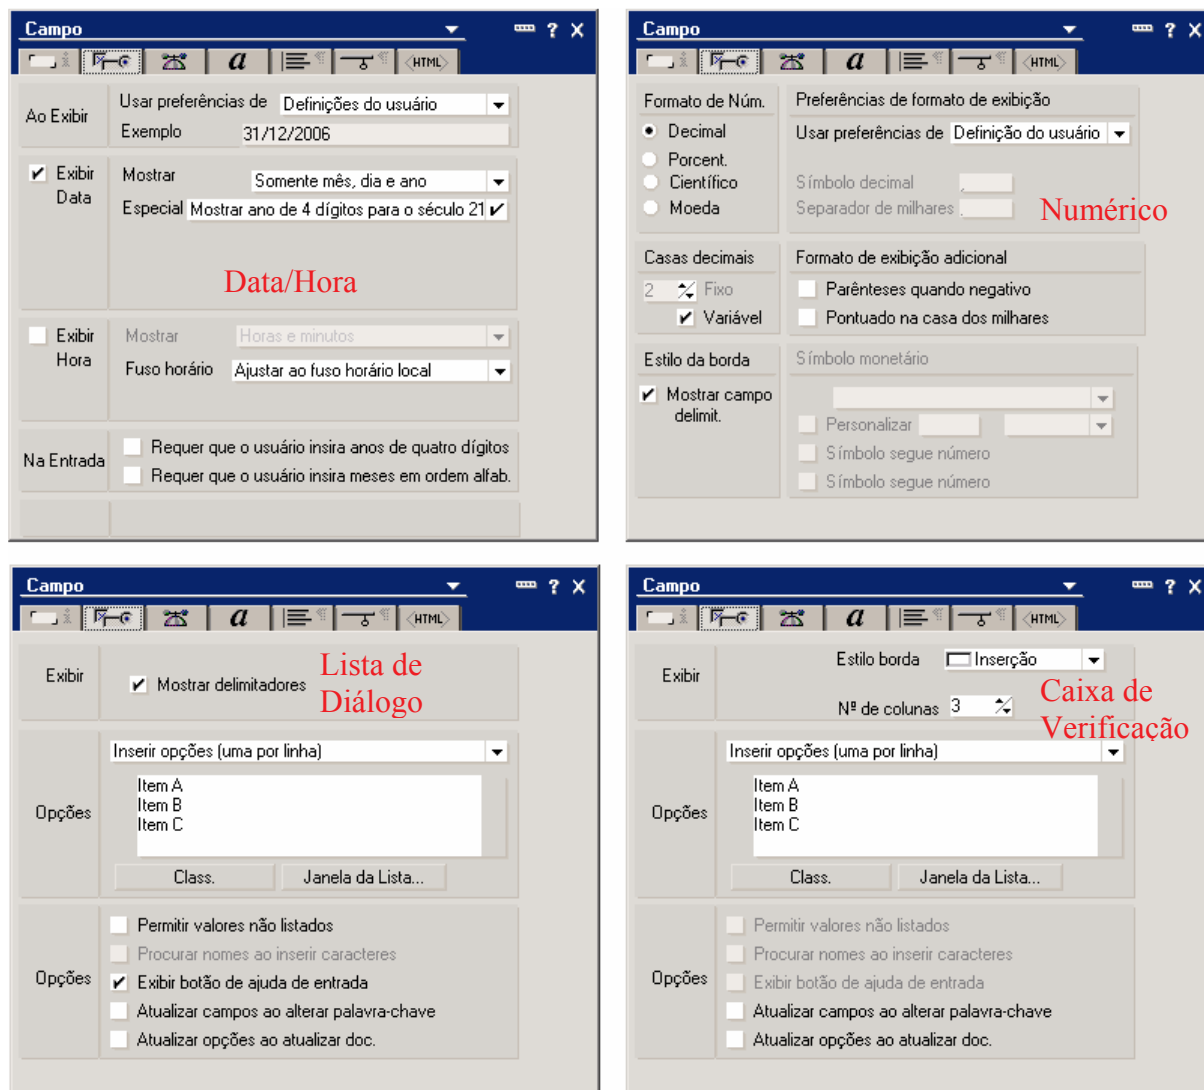 Campo
a
<HTML>
Ao Exibir
Usar preferências de Definições do usuário
Exemplo 31/12/2006
Exibir Data
Mostrar Somente mês, dia e ano
Especial Mostrar ano de 4 dígitos para o século 21
Data/Hora
Exibir Hora
Mostrar Horas e minutos
Fuso horário Ajustar ao fuso horário local
Na Entrada
Requer que o usuário insira anos de quatro dígitos
Requer que o usuário insira meses em ordem alfab.
Campo
a
<HTML>
Formato de Núm.
Decimal
Porcent.
Científico
Moeda
Preferências de formato de exibição
Usar preferências de Definição do usuário
Símbolo decimal ,
Separador de milhares .
Numérico
Casas decimais
2 Fixo
Variável
Formato de exibição adicional
Parênteses quando negativo
Pontuado na casa dos milhares
Estilo da borda
Mostrar campo
delimit.
Símbolo monetário
Personalizar
Símbolo segue número
Símbolo segue número
Campo
a
<HTML>
Exibir
Mostrar delimitadores
Lista de
Diálogo
Opções
Inserir opções (uma por linha)
Item A
Item B
Item C
Class. Janela da Lista...
Opções
Permitir valores não listados
Procurar nomes ao inserir caracteres
Exibir botão de ajuda de entrada
Atualizar campos ao alterar palavra-chave
Atualizar opções ao atualizar doc.
Campo
a
<HTML>
Exibir
Estilo borda Inserção
Nº de colunas 3
Caixa de
Verificação
Opções
Inserir opções (uma por linha)
Item A
Item B
Item C
Class. Janela da Lista...
Opções
Permitir valores não listados
Procurar nomes ao inserir caracteres
Exibir botão de ajuda de entrada
Atualizar campos ao alterar palavra-chave
Atualizar opções ao atualizar doc.